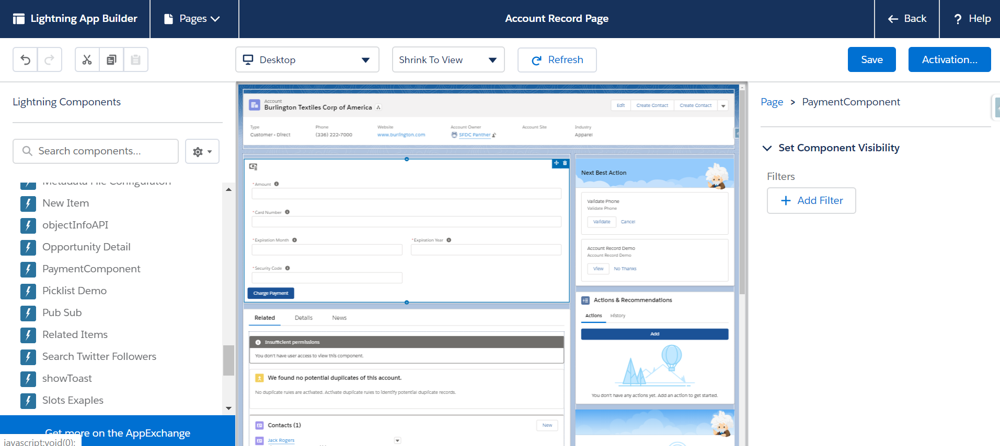 Lightning App Builder
Pages
Account Record Page
Back
? Help
Desktop
Shrink To View
Refresh
Save
Activation...
Lightning Components
Search components...
Metadata File Configuratori
New Item
objectInfoAPI
Opportunity Detail
PaymentComponent
Picklist Demo
Pub Sub
Related Items
Search Twitter Followers
showToast
Slots Exaples
Get more on the AppExchange
javascript:void(0);
Account
Burlington Textiles Corp of America
Edit
Create Contact
Create Contact
Type
Phone
Website
Account Owner
Account Site
Industry
Customer - Direct
(336) 222-7000
www.burlington.com
SFDC Panther
Apparel
*Amount
*Card Number
*Expiration Month
*Expiration Year
*Security Code
Charge Payment
Related
Details
News
Insufficient permissions
You don't have user access to view this component.
We found no potential duplicates of this account.
No duplicate rules are activated. Activate duplicate rules to identify potential duplicate records.
Contacts (1)
New
Jack Rogers
Next Best Action
Validate Phone
Validate Phone
Validate
Cancel
Account Record Demo
Account Record Demo
View
No Thanks
Actions & Recommendations
Actions
History
Add
You don't have any actions yet. Add an action to get started.
Page > PaymentComponent
Set Component Visibility
Filters
+ Add Filter